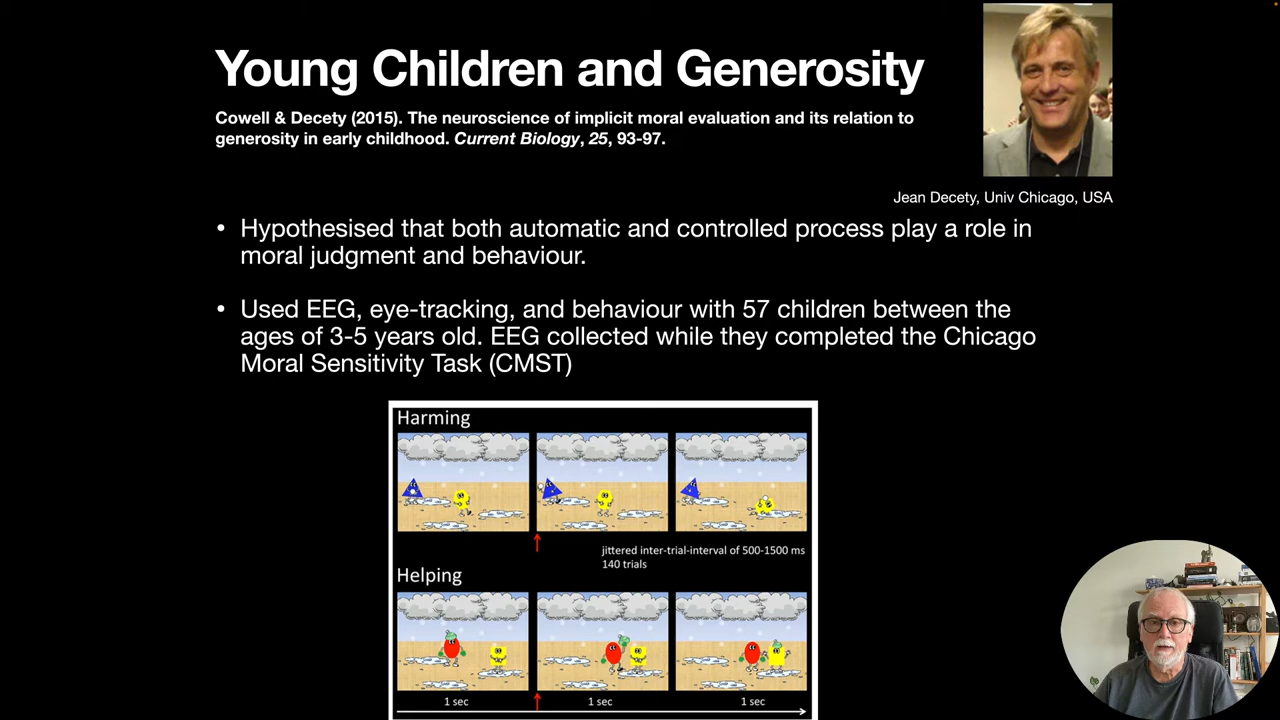 Young Children and Generosity
Cowell & Decety (2015). The neuroscience of implicit moral evaluation and its relation to
generosity in early childhood. Current Biology, 25, 93-97.
Jean Decety, Univ Chicago, USA
• Hypothesised that both automatic and controlled process play a role in
moral judgment and behaviour.
• Used EEG, eye-tracking, and behaviour with 57 children between the
ages of 3-5 years old. EEG collected while they completed the Chicago
Moral Sensitivity Task (CMST)
Harming
jittered inter-trial-interval of 500-1500 ms
140 trials
Helping
1 sec
1 sec
1 sec